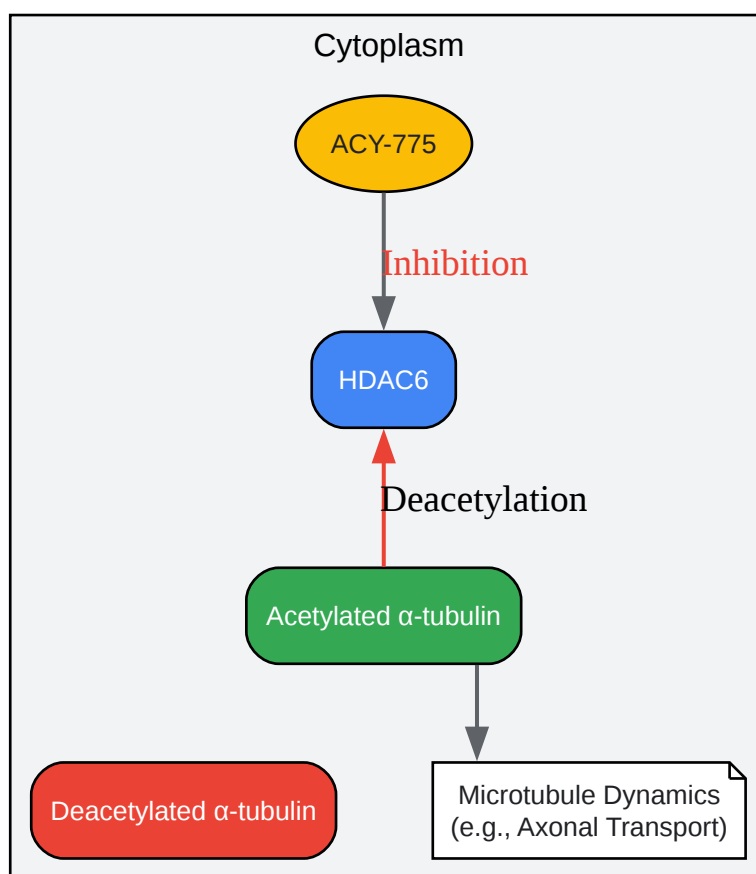 Cytoplasm
ACY-775
Inhibition
HDAC6
Deacetylation
Acetylated α-tubulin
Deacetylated α-tubulin
Microtubule Dynamics
(e.g., Axonal Transport)